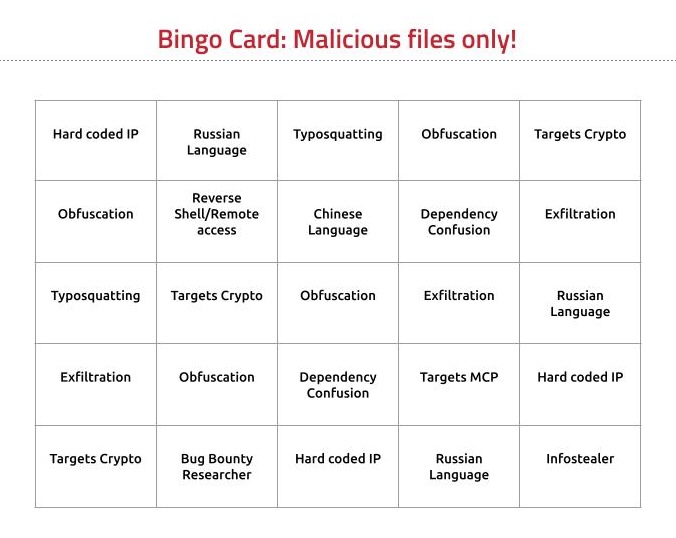 Bingo Card: Malicious files only!
Hard coded IP
Russian
Language
Typosquatting
Obfuscation
Targets Crypto
Obfuscation
Reverse
Shell/Remote
access
Chinese
Language
Dependency
Confusion
Exfiltration
Typosquatting
Targets Crypto
Obfuscation
Exfiltration
Russian
Language
Exfiltration
Obfuscation
Dependency
Confusion
Targets MCP
Hard coded IP
Targets Crypto
Bug Bounty
Researcher
Hard coded IP
Russian
Language
Infostealer